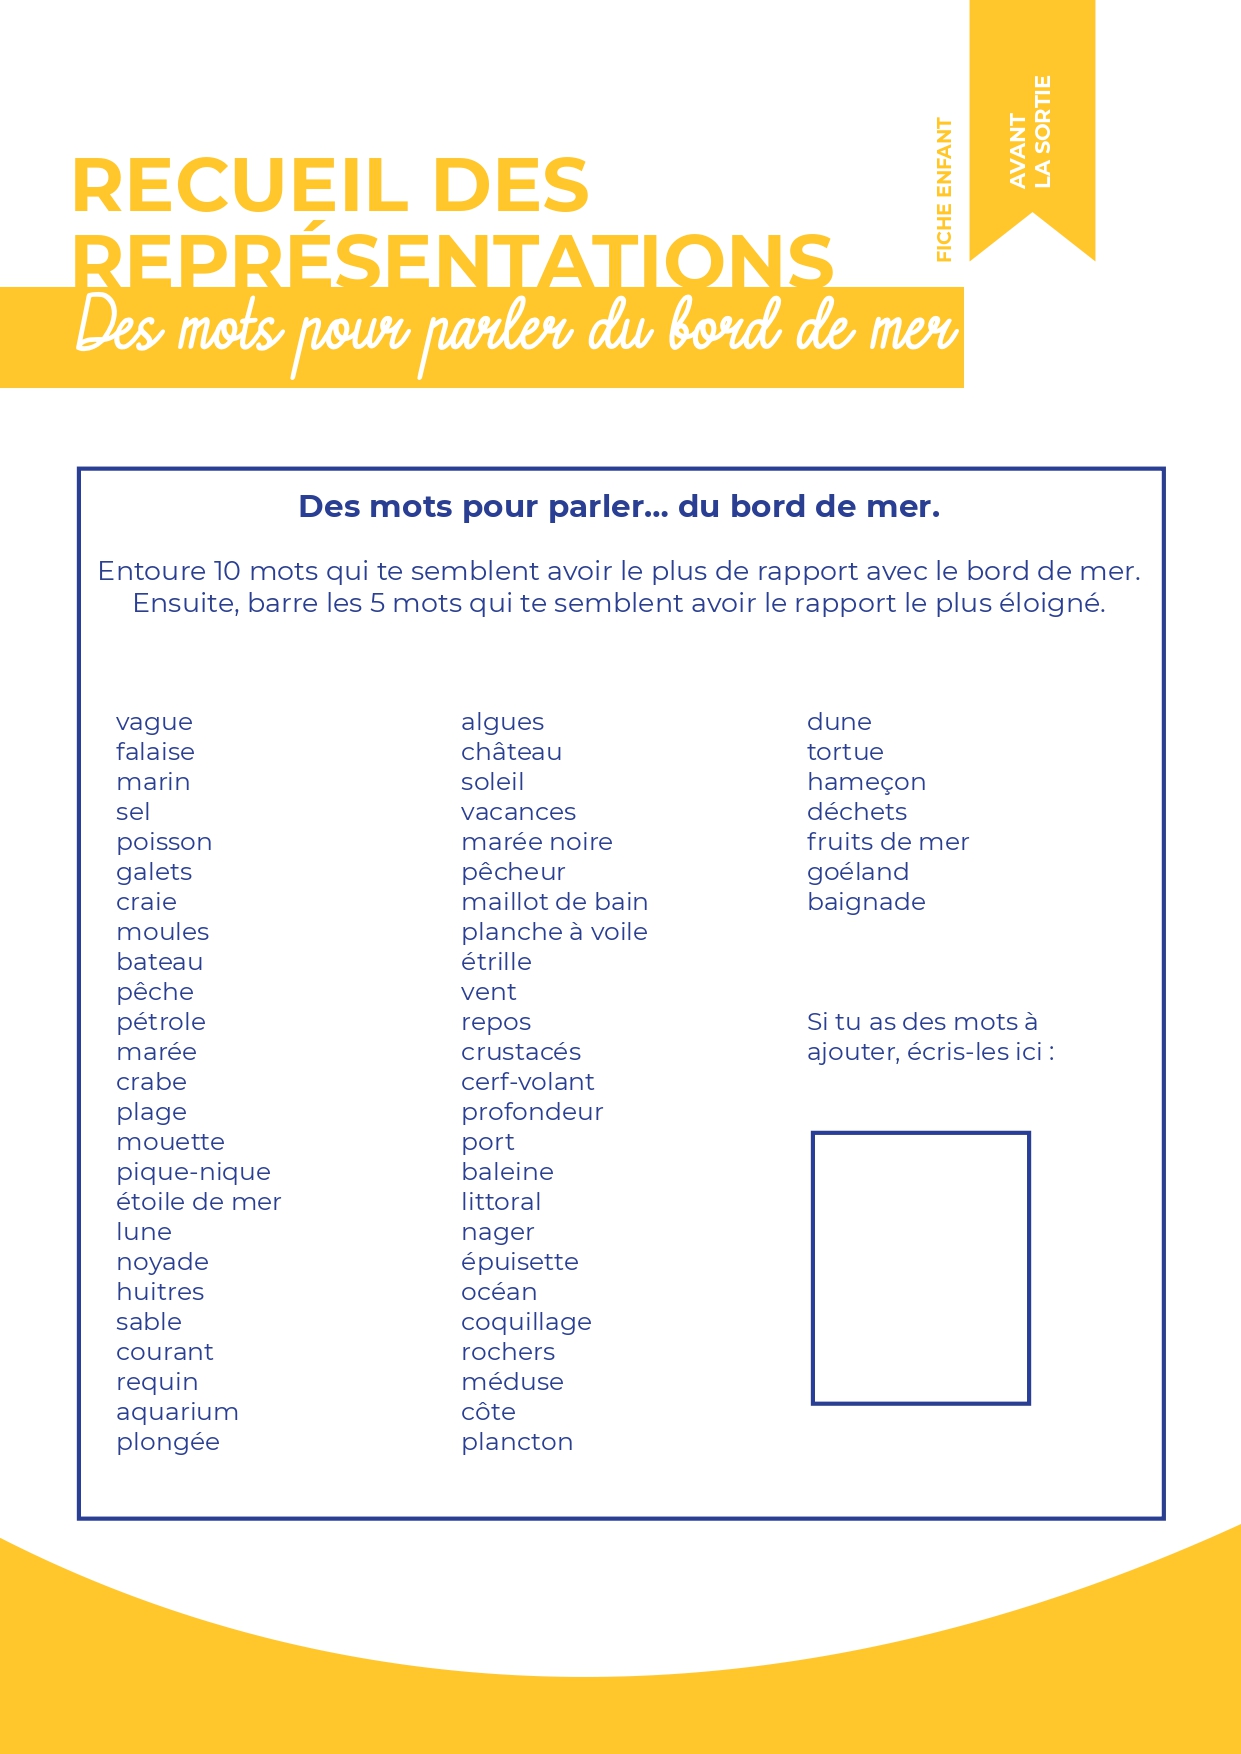 AVANT
LA SORTIE
FICHE ENFANT
RECUEIL DES
REPRÉSENTATIONS
Des mots pour parler du bord de mer
Des mots pour parler... du bord de mer.
Entoure 10 mots qui te semblent avoir le plus de rapport avec le bord de mer.
Ensuite, barre les 5 mots qui te semblent avoir le rapport le plus éloigné.
vague
falaise
marin
sel
poisson
galets
craie
moules
bateau
pêche
pétrole
marée
crabe
plage
mouette
pique-nique
étoile de mer
lune
noyade
huitres
sable
courant
requin
aquarium
plongée
algues
château
soleil
vacances
marée noire
pêcheur
maillot de bain
planche à voile
étrille
vent
repos
crustacés
cerf-volant
profondeur
port
baleine
littoral
nager
épuisette
océan
coquillage
rochers
méduse
côte
plancton
dune
tortue
hameçon
déchets
fruits de mer
goéland
baignade
Si tu as des mots à
ajouter, écris-les ici :